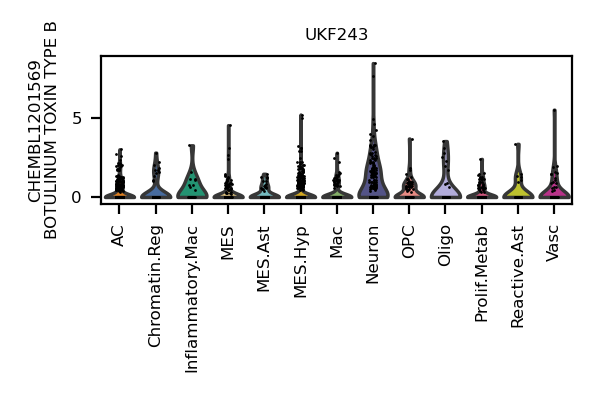 UKF243
CHEMBL1201569
BOTULINUM TOXIN TYPE B
5
0
AC
Chromatin.Reg
Inflammatory.Mac
MES
MES.Ast
MES.Hyp
Mac
Neuron
OPC
Oligo
Prolif.Metab
Reactive.Ast
Vasc